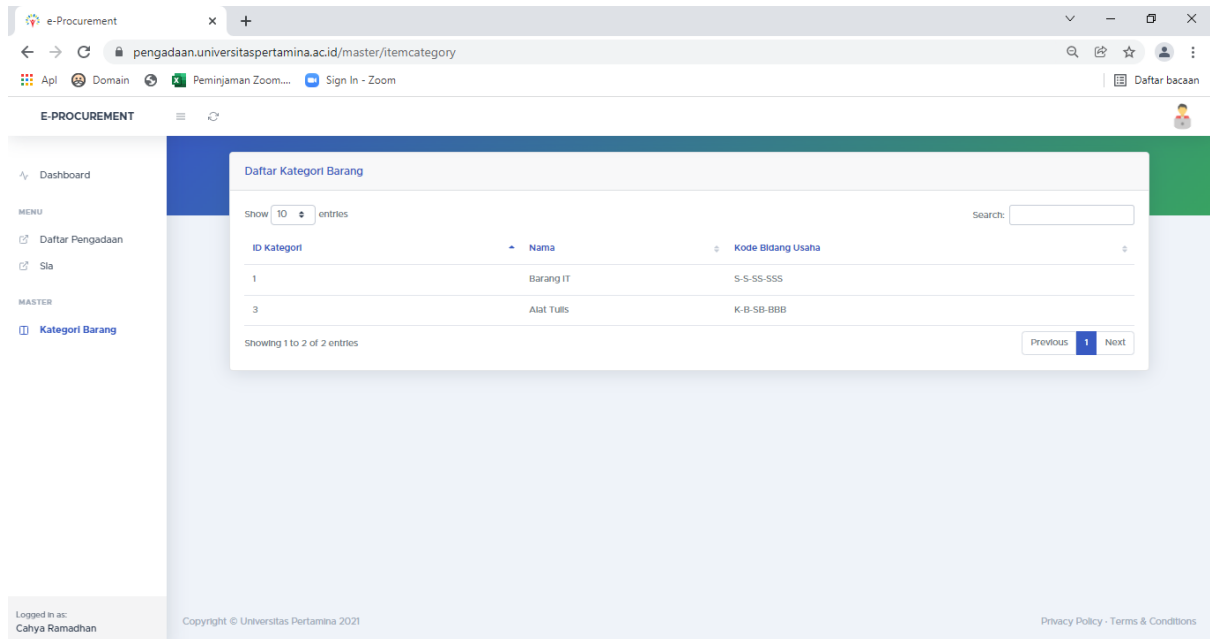 e-Procurement
pengadaan.universitaspertamina.ac.id/master/itemcategory
Apl Domain Peminjaman Zoom.... Sign In - Zoom Daftar bacaan
E-PROCUREMENT
Dashboard
MENU
Daftar Pengadaan
Sla
MASTER
Kategori Barang
Daftar Kategori Barang
Show 10 entries Search:
ID Kategori Nama Kode Bidang Usaha
1 Barang IT S-S-SS-SSS
3 Alat Tulis K-B-SB-BBB
Showing 1 to 2 of 2 entries Previous 1 Next
Logged in as:
Cahya Ramadhan
Copyright © Universitas Pertamina 2021 Privacy Policy · Terms & Conditions